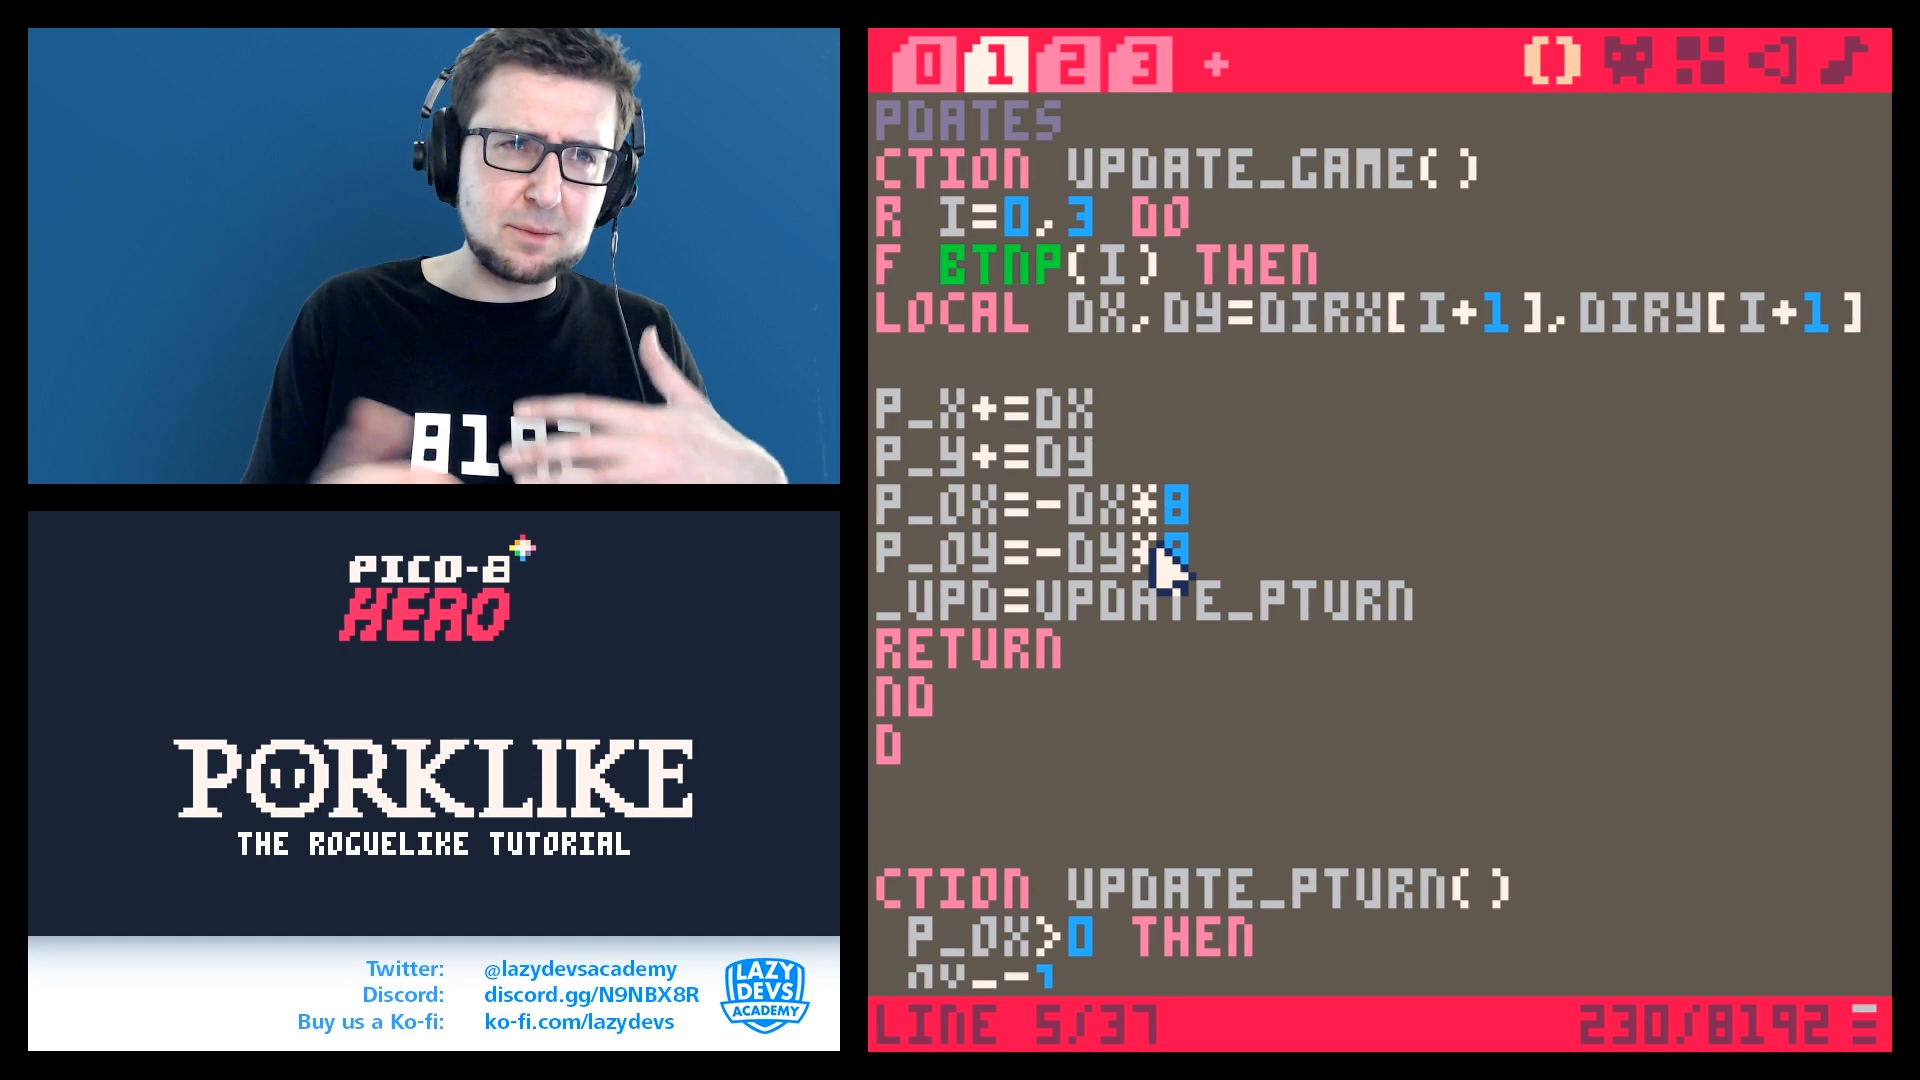 8192
PICO-8
HERO
PORKLIKE
THE ROGUELIKE TUTORIAL
Twitter: @lazydevsacademy
Discord: discord.gg/N9NBX8R
Buy us a Ko-fi: ko-fi.com/lazydevs
LAZY
DEVS
ACADEMY
0 1 2 3 +
PDATES
CTION UPDATE_GAME()
R I=0,3 DO
F BTNP(I) THEN
LOCAL DX,DY=DIRX[I+1],DIRY[I+1]
P_X+=DX
P_Y+=DY
P_OX=-DX*8
P_OY=-DY*8
_UPD=UPDATE_PTURN
RETURN
ND
D
CTION UPDATE_PTURN()
P_OX>0 THEN
LINE 5/37
230/8192